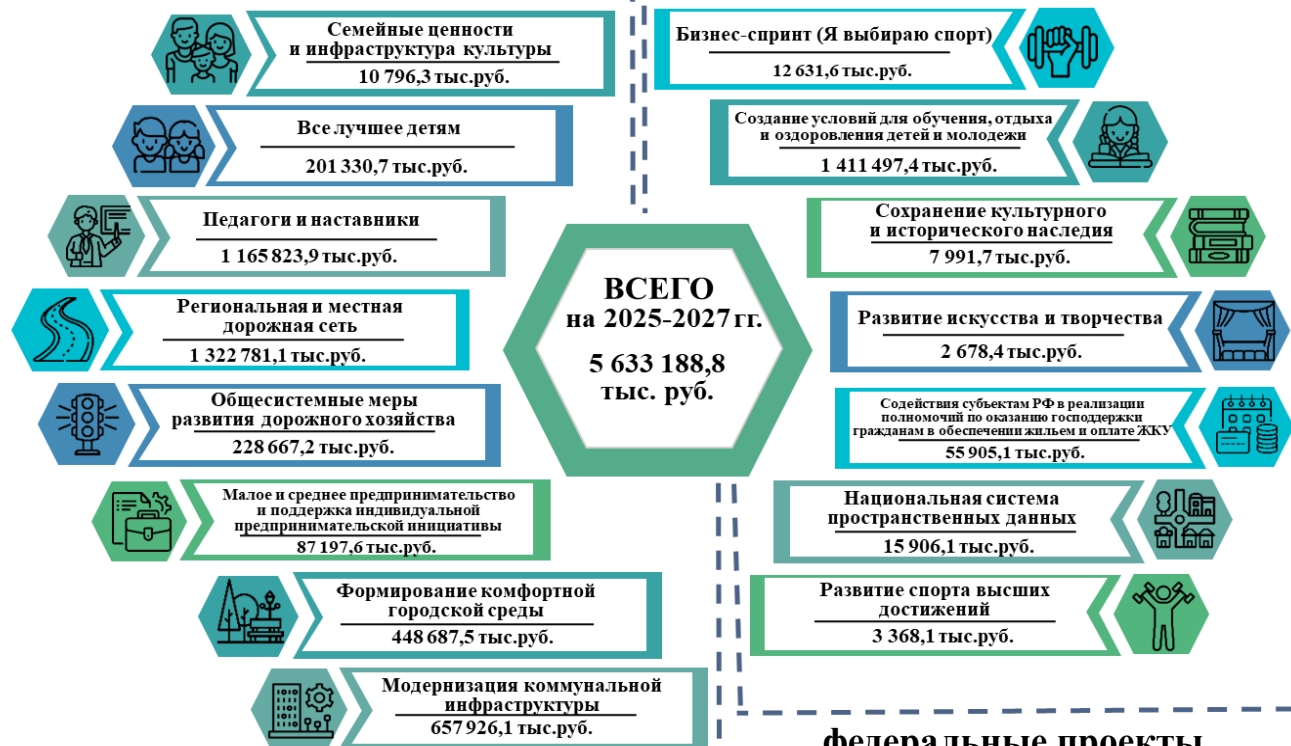 Семейные ценности
и инфраструктура культуры
10 796,3 тыс.руб.
Все лучшее детям
201 330,7 тыс.руб.
Педагоги и наставники
1 165 823,9 тыс.руб.
Региональная и местная
дорожная сеть
1 322 781,1 тыс.руб.
Общесистемные меры
развития дорожного хозяйства
228 667,2 тыс.руб.
Малое и среднее предпринимательство
и поддержка индивидуальной
предпринимательской инициативы
87 197,6 тыс.руб.
Формирование комфортной
городской среды
448 687,5 тыс.руб.
Модернизация коммунальной
инфраструктуры
657 926,1 тыс.руб.
ВСЕГО
на 2025-2027 гг.
5 633 188,8
тыс. руб.
Бизнес-спринт (Я выбираю спорт)
12 631,6 тыс.руб.
Создание условий для обучения, отдыха
и оздоровления детей и молодежи
1 411 497,4 тыс.руб.
Сохранение культурного
и исторического наследия
7 991,7 тыс.руб.
Развитие искусства и творчества
2 678,4 тыс.руб.
Содействия субъектам РФ в реализации
полномочий по оказанию господдержки
гражданам в обеспечении жильем и оплате ЖКУ
55 905,1 тыс.руб.
Национальная система
пространственных данных
15 906,1 тыс.руб.
Развитие спорта высших
достижений
3 368,1 тыс.руб.
федеральные проекты